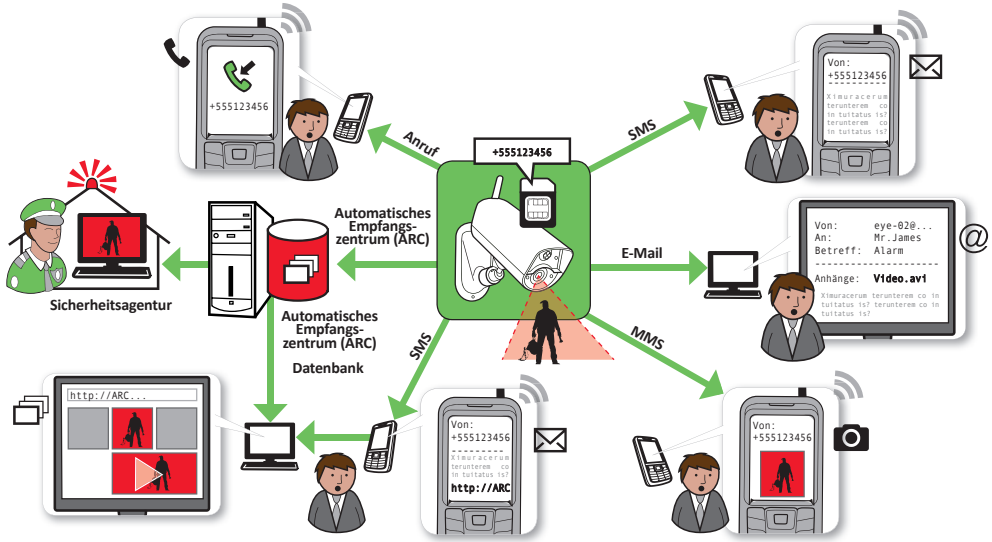 +555123456
Anruf
+555123456
SMS
Von:
+555123456
Ximuracerum
terunterem co
in tuitatus is?
terunterem co
in tuitatus is?
Sicherheitsagentur
Automatisches
Empfangs-
zentrum (ARC)
E-Mail
Von: eye-02@...
An: Mr.James
Betreff: Alarm
Anhänge: Video.avi
Ximuracerum terunterem co in
tuitatus is? terunterem co in
tuitatus is?
@
Automatisches
Empfangs-
zentrum (ARC)
Datenbank
SMS
MMS
http://ARC...
Von:
+555123456
Ximuracerum
terunterem co
in tuitatus is?
http://ARC
Von:
+555123456